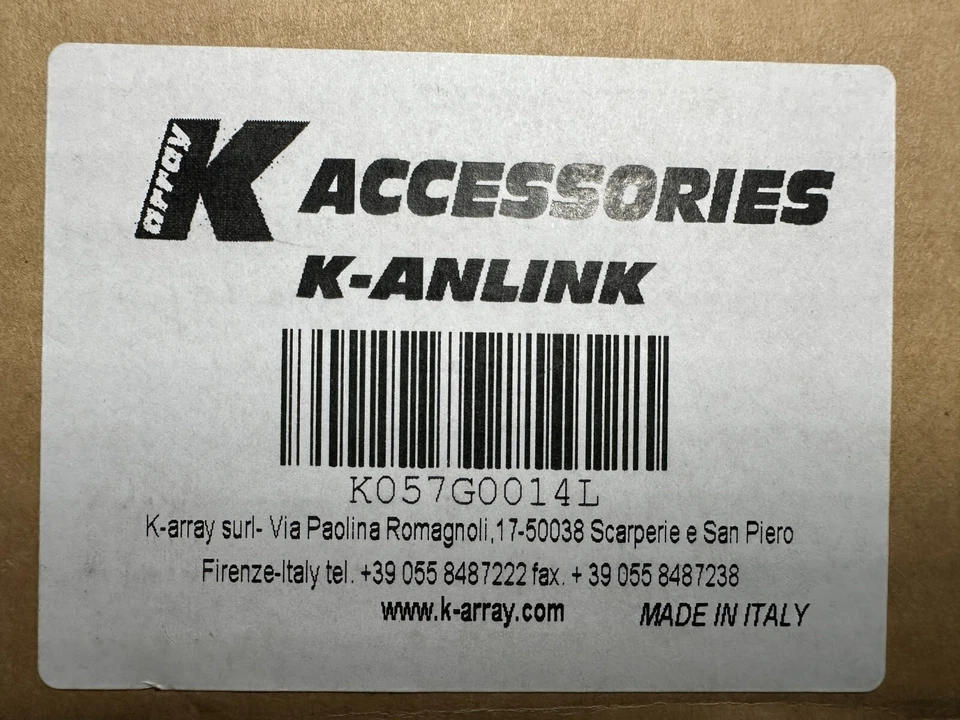 K array ACCESSORIES
K-ANLINK
K057G0014L
K-array surl- Via Paolina Romagnoli,17-50038 Scarperie e San Piero
Firenze-Italy tel. +39 055 8487222 fax. + 39 055 8487238
www.k-array.com MADE IN ITALY